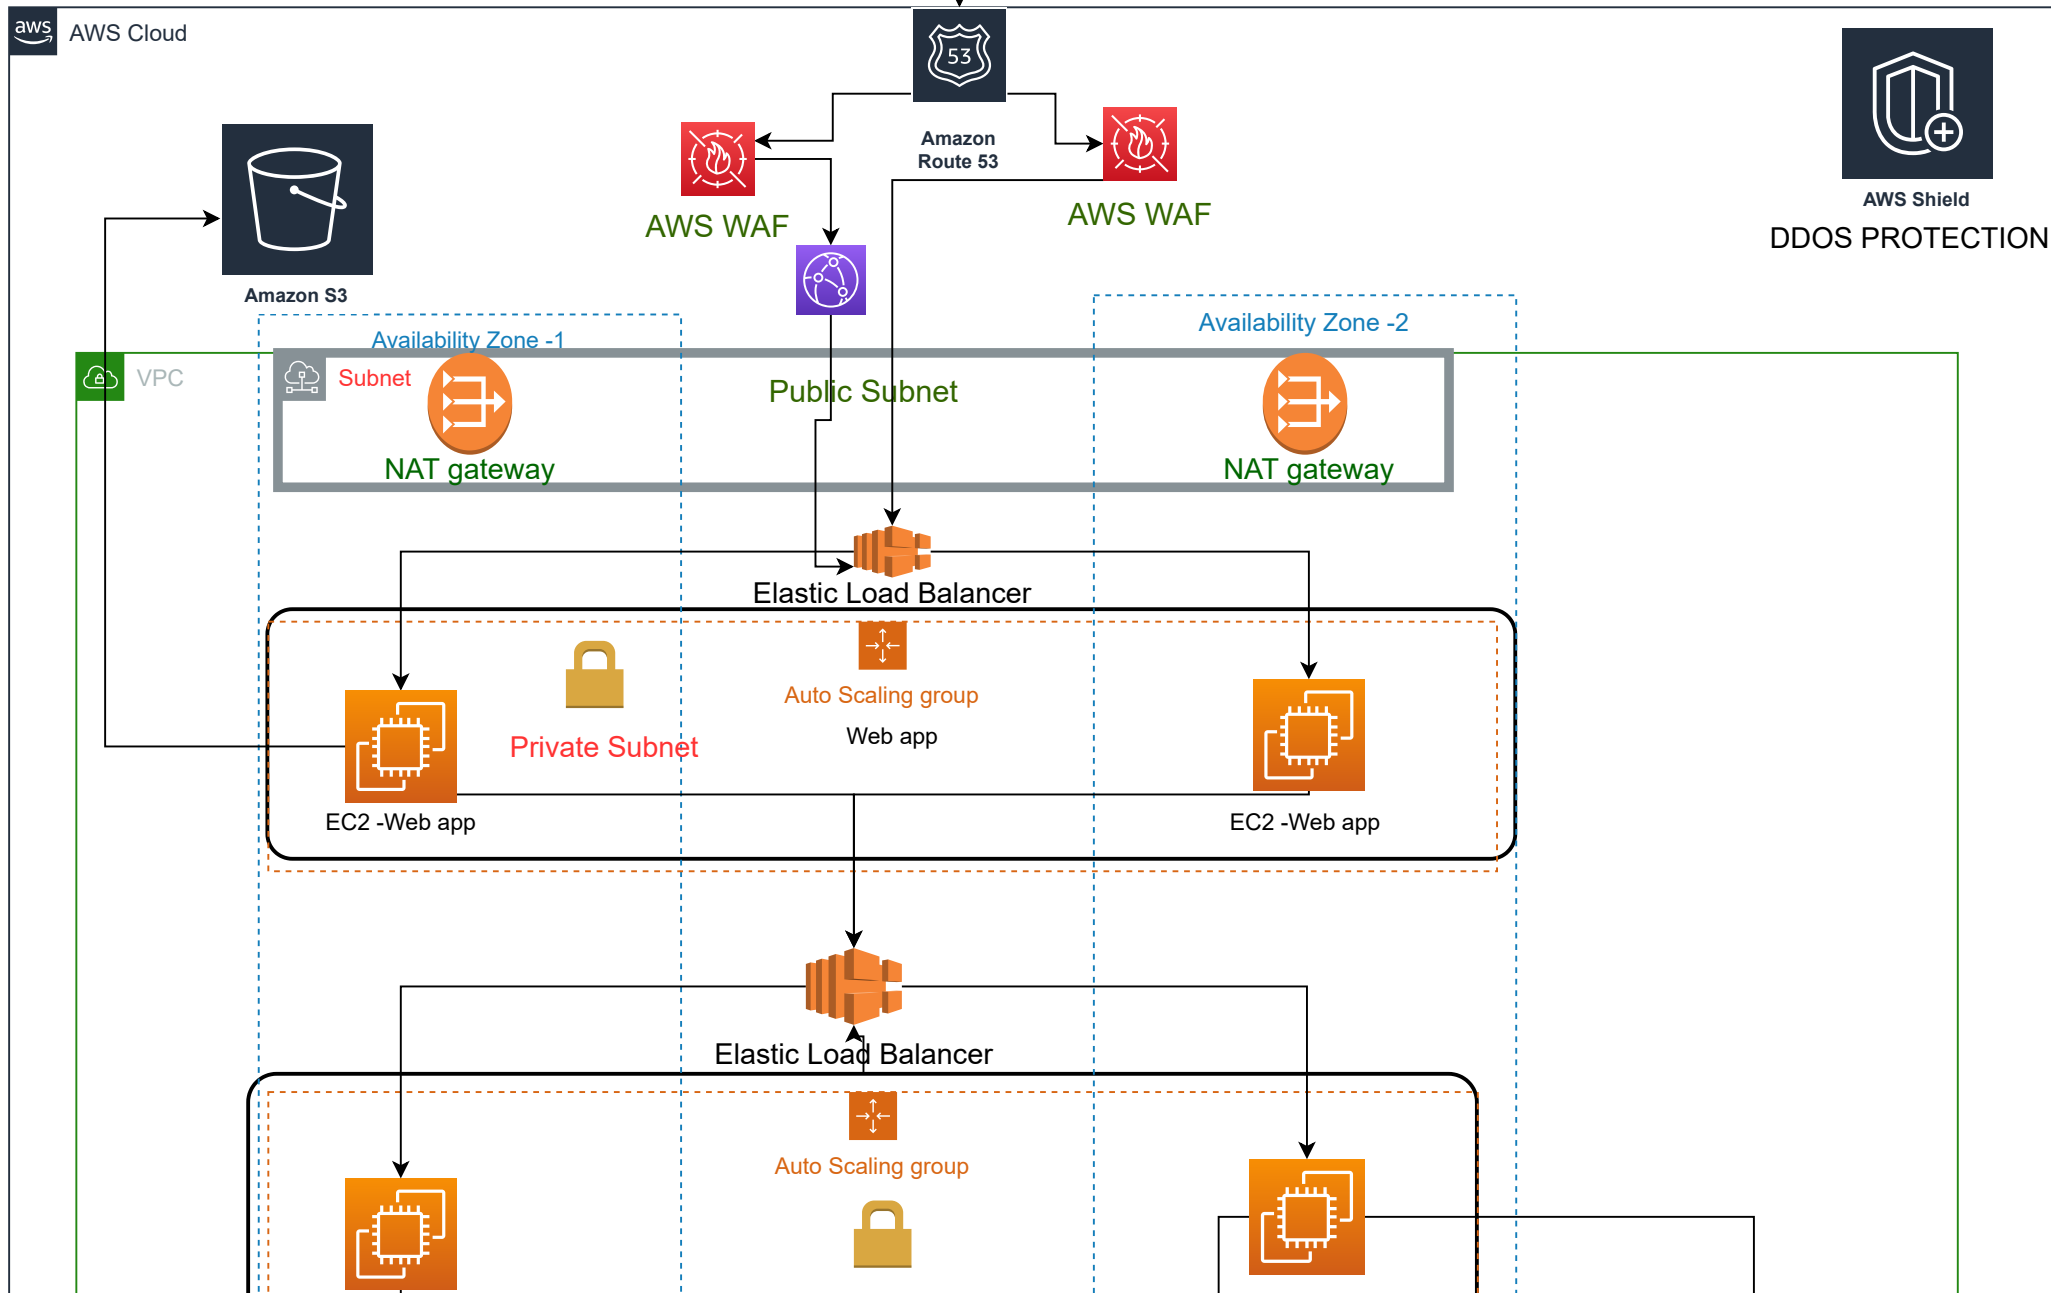 aws
AWS Cloud
53
Amazon
Route 53
AWS WAF
AWS WAF
AWS Shield
DDOS PROTECTION
Amazon S3
Availability Zone -1
Availability Zone -2
VPC
Subnet
Public Subnet
NAT gateway
NAT gateway
Elastic Load Balancer
Auto Scaling group
Web app
Private Subnet
EC2 -Web app
EC2 -Web app
Elastic Load Balancer
Auto Scaling group